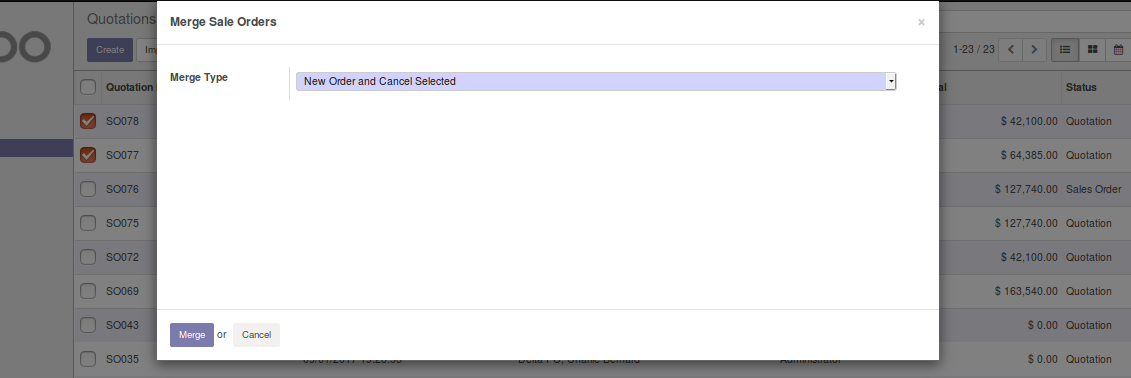 Quotations
Merge Sale Orders
×
Create
Im
1-23 / 23
Merge Type
New Order and Cancel Selected
Quotation
al
Status
SO078
$ 42,100.00
Quotation
SO077
$ 64,385.00
Quotation
SO076
$ 127,740.00
Sales Order
SO075
$ 127,740.00
Quotation
SO072
$ 42,100.00
Quotation
SO069
$ 163,540.00
Quotation
SO043
$ 0.00
Quotation
Merge or Cancel
SO035
Administrator
$ 0.00
Quotation